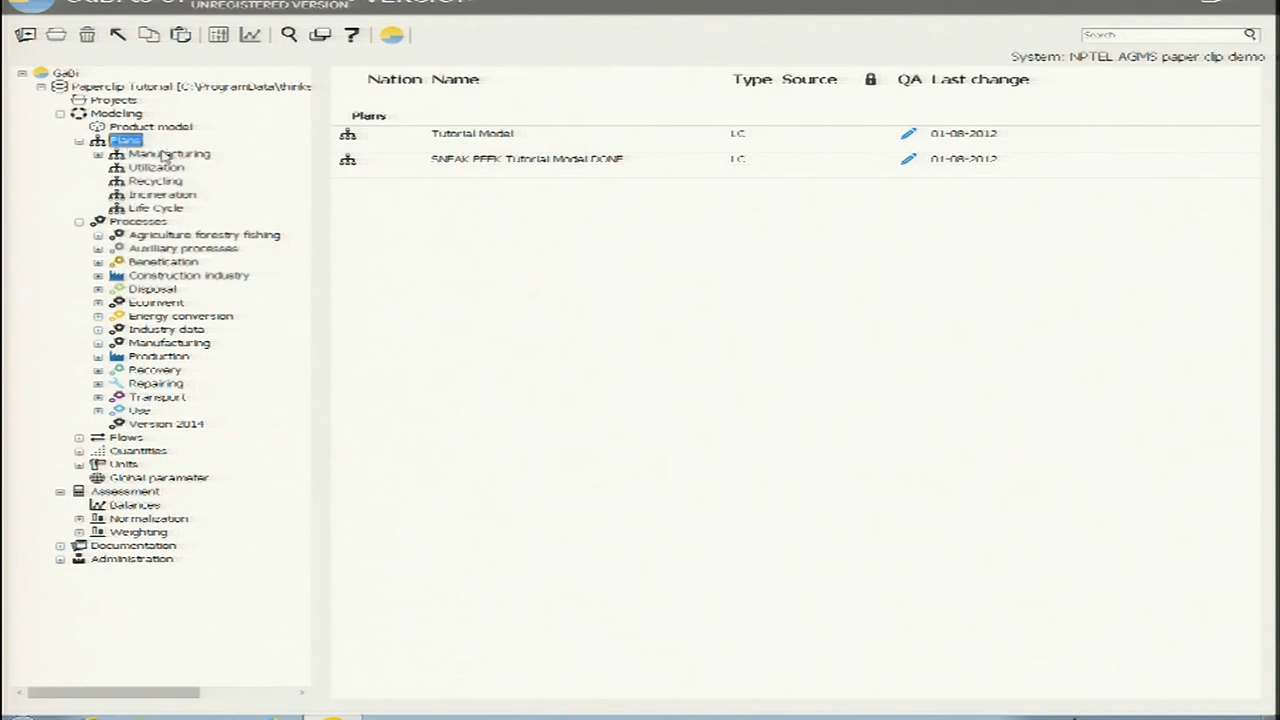 UNREGISTERED VERSION
Search
System: NPTEL AGMS paper clip demo
GaBi
Paperclip Tutorial [C:\ProgramData\thinks
Projects
Modeling
Product model
Plans
Manufacturing
Utilization
Recycling
Incineration
Life Cycle
Processes
Agriculture forestry fishing
Auxiliary processes
Benefication
Construction industry
Disposal
Ecoinvent
Energy conversion
Industry data
Manufacturing
Production
Recovery
Repairing
Transport
Use
Version 2014
Flows
Quantities
Units
Global parameter
Assessment
Balances
Normalization
Weighting
Documentation
Administration
Nation Name Type Source QA Last change
Plans
Tutorial Model LC 01-08-2012
SNEAK PEEK Tutorial Model DONE LC 01-08-2012